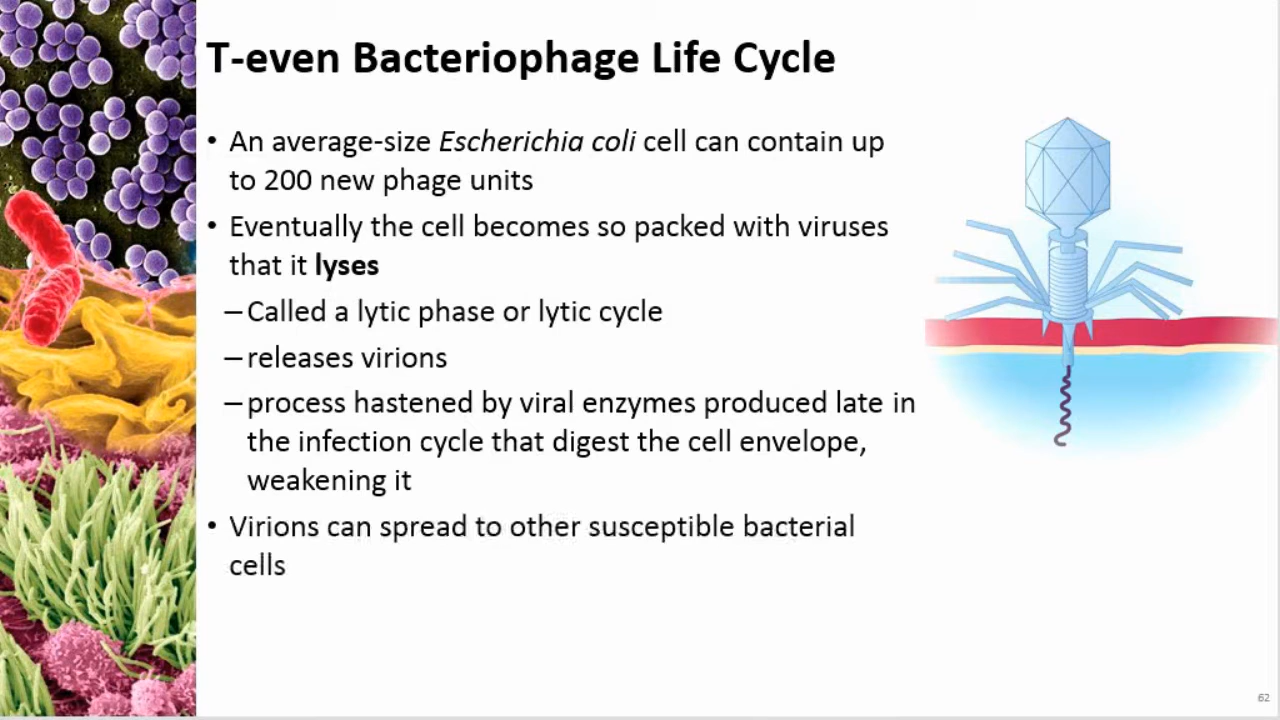 T-even Bacteriophage Life Cycle
• An average-size Escherichia coli cell can contain up
to 200 new phage units
• Eventually the cell becomes so packed with viruses
that it lyses
– Called a lytic phase or lytic cycle
– releases virions
– process hastened by viral enzymes produced late in
the infection cycle that digest the cell envelope,
weakening it
• Virions can spread to other susceptible bacterial
cells
62